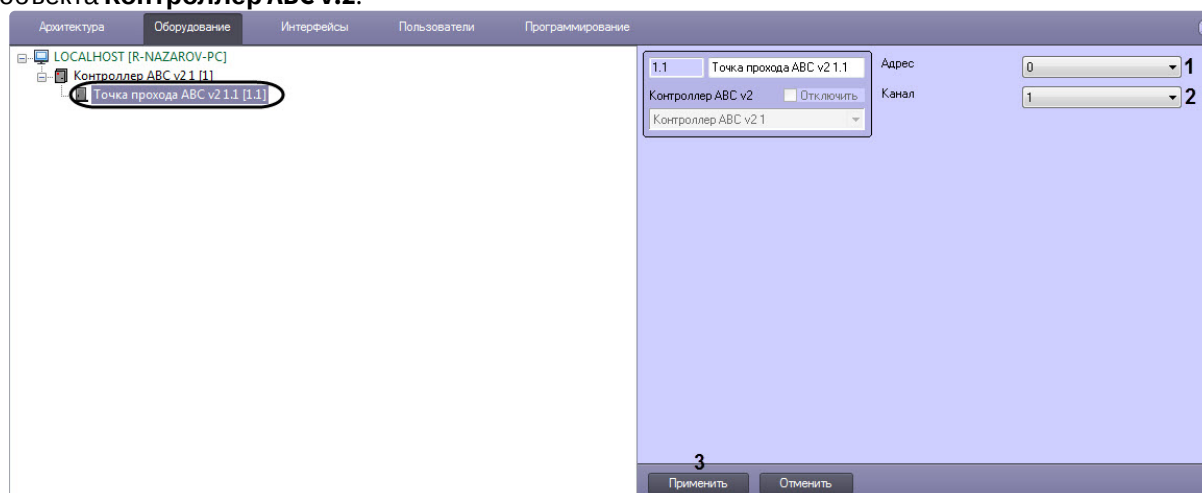 объекта Контроллер ABC v.2.
Архитектура Оборудование Интерфейсы Пользователи Программирование
LOCALHOST [R-NAZAROV-PC]
Контроллер ABC v2 1 [1]
Точка прохода ABC v2 1.1 [1.1]
1.1 Точка прохода ABC v2 1.1
Контроллер ABC v2 Отключить
Контроллер ABC v2 1
Адрес 0 1
Канал 1 2
3
Применить Отменить